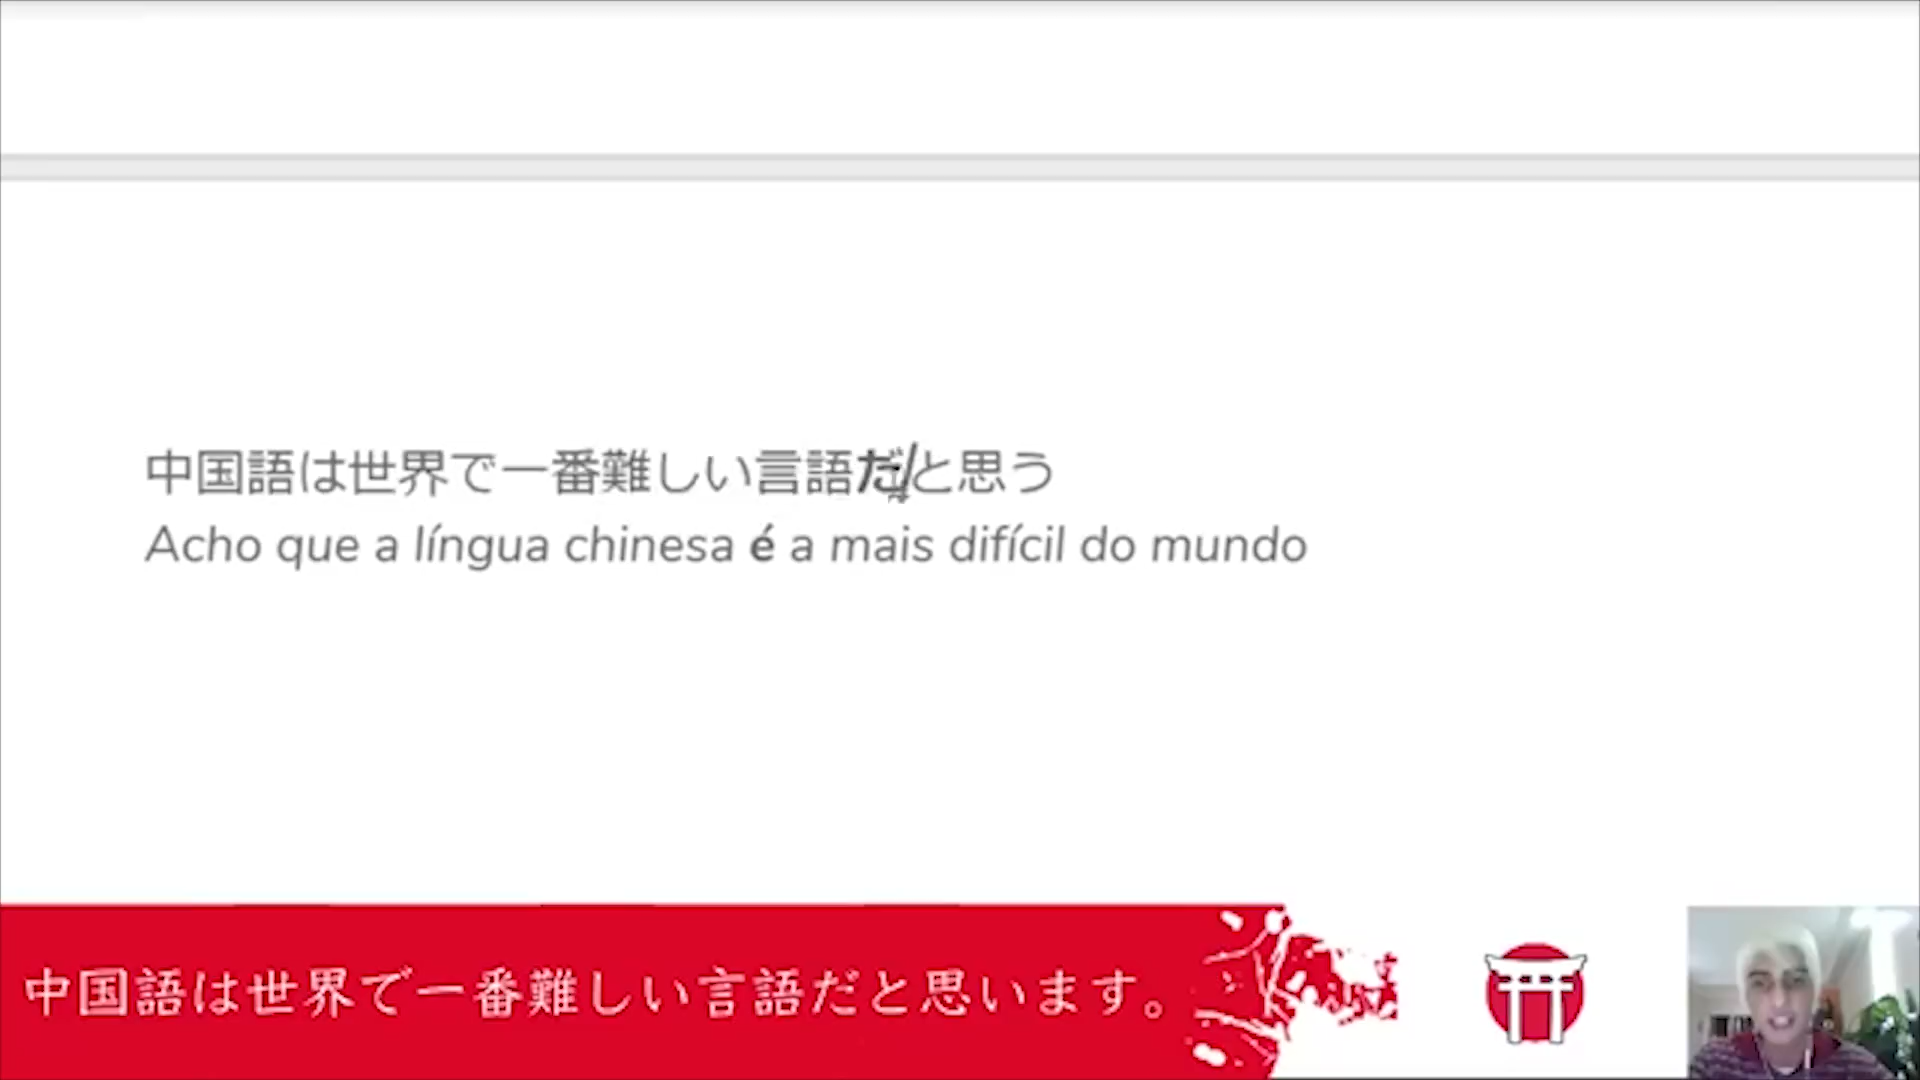 中国語は世界で一番難しい言語だと思う
Acho que a língua chinesa é a mais difícil do mundo
中国語は世界で一番難しい言語だと思います。